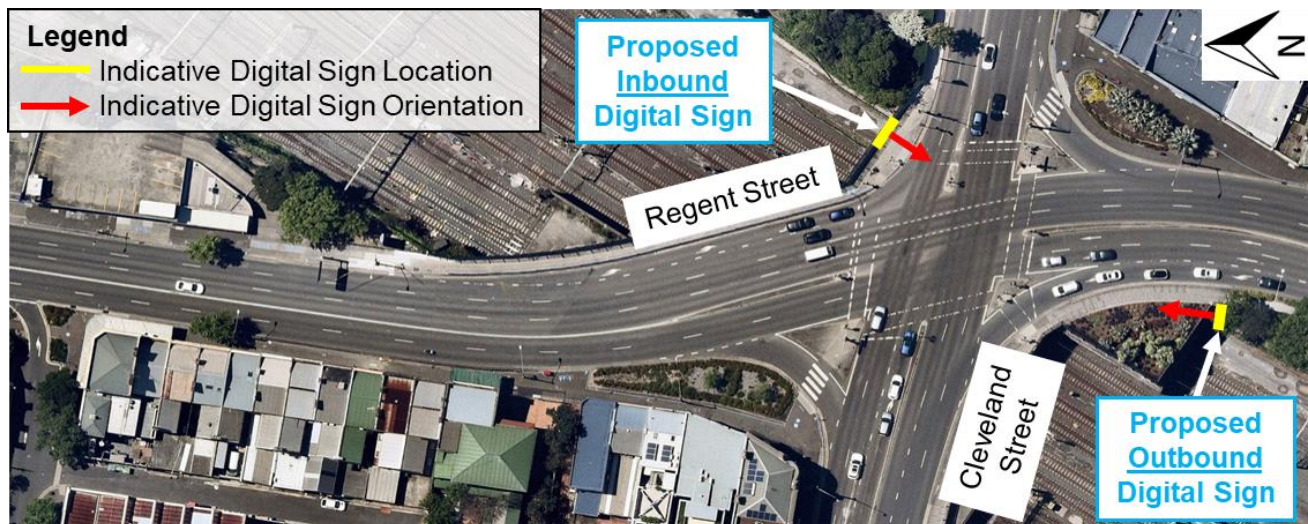 Legend
Indicative Digital Sign Location
Indicative Digital Sign Orientation
Proposed
Inbound
Digital Sign
N
Regent Street
Cleveland
Street
Proposed
Outbound
Digital Sign